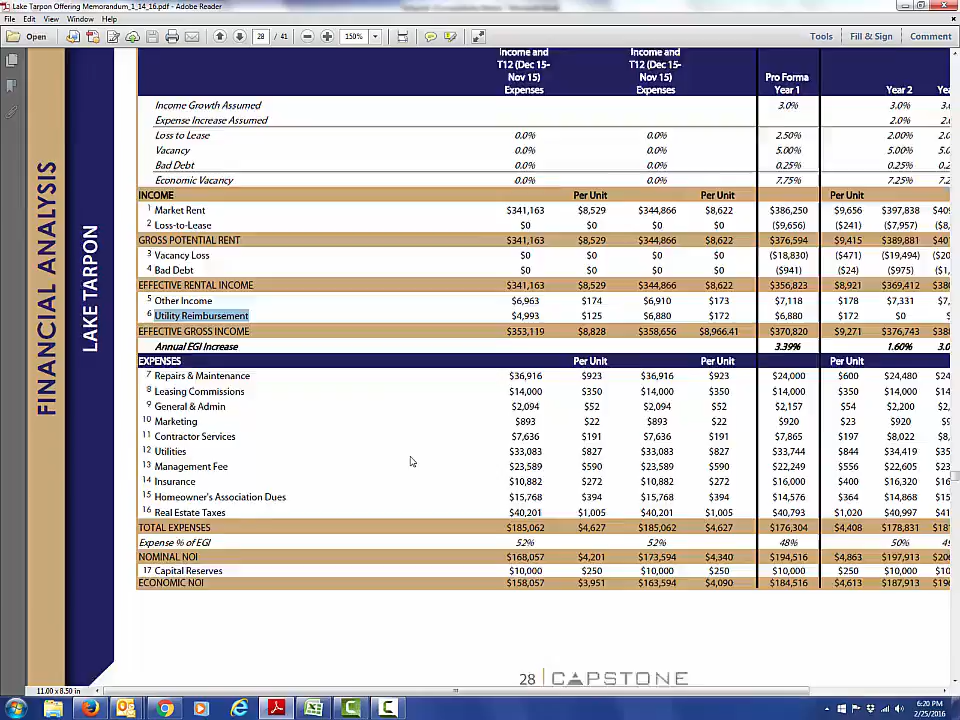 Lake Tarpon Offering Memorandum_1_14_16.pdf - Adobe Reader
File Edit View Window Help
Open 28 / 41 150% Tools Fill & Sign Comment
Income and Income and
T12 (Dec 15- T12 (Dec 15-
Nov 15) Nov 15) Pro Forma
Expenses Expenses Year 1 Year 2
Income Growth Assumed 3.0% 3.0%
Expense Increase Assumed 2.0%
Loss to Lease 0.0% 0.0% 2.50% 2.00%
Vacancy 0.0% 0.0% 5.00% 5.00%
Bad Debt 0.0% 0.0% 0.25% 0.25%
Economic Vacancy 0.0% 0.0% 7.75% 7.25%
INCOME Per Unit Per Unit Per Unit
1 Market Rent $341,163 $8,529 $344,866 $8,622 $386,250 $9,656 $397,838
2 Loss-to-Lease $0 $0 $0 $0 ($9,656) ($241) ($7,957)
GROSS POTENTIAL RENT $341,163 $8,529 $344,866 $8,622 $376,594 $9,415 $389,881
3 Vacancy Loss $0 $0 $0 $0 ($18,830) ($471) ($19,494)
4 Bad Debt $0 $0 $0 $0 ($941) ($24) ($975)
EFFECTIVE RENTAL INCOME $341,163 $8,529 $344,866 $8,622 $356,823 $8,921 $369,412
5 Other Income $6,963 $174 $6,910 $173 $7,118 $178 $7,331
6 Utility Reimbursement $4,993 $125 $6,880 $172 $6,880 $172 $0
EFFECTIVE GROSS INCOME $353,119 $8,828 $358,656 $8,966.41 $370,820 $9,271 $376,743
Annual EGI Increase 3.39% 1.60%
EXPENSES Per Unit Per Unit Per Unit
7 Repairs & Maintenance $36,916 $923 $36,916 $923 $24,000 $600 $24,480
8 Leasing Commissions $14,000 $350 $14,000 $350 $14,000 $350 $14,000
9 General & Admin $2,094 $52 $2,094 $52 $2,157 $54 $2,200
10 Marketing $893 $22 $893 $22 $920 $23 $920
11 Contractor Services $7,636 $191 $7,636 $191 $7,865 $197 $8,022
12 Utilities $33,083 $827 $33,083 $827 $33,744 $844 $34,419
13 Management Fee $23,589 $590 $23,589 $590 $22,249 $556 $22,605
14 Insurance $10,882 $272 $10,882 $272 $16,000 $400 $16,320
15 Homeowner's Association Dues $15,768 $394 $15,768 $394 $14,576 $364 $14,868
16 Real Estate Taxes $40,201 $1,005 $40,201 $1,005 $40,793 $1,020 $40,997
TOTAL EXPENSES $185,062 $4,627 $185,062 $4,627 $176,304 $4,408 $178,831
Expense % of EGI 52% 52% 48% 50%
NOMINAL NOI $168,057 $4,201 $173,594 $4,340 $194,516 $4,863 $197,913
17 Capital Reserves $10,000 $250 $10,000 $250 $10,000 $250 $10,000
ECONOMIC NOI $158,057 $3,951 $163,594 $4,090 $184,516 $4,613 $187,913
FINANCIAL ANALYSIS
LAKE TARPON
28 CAPSTONE
11.00 x 8.50 in
6:20 PM
2/25/2016